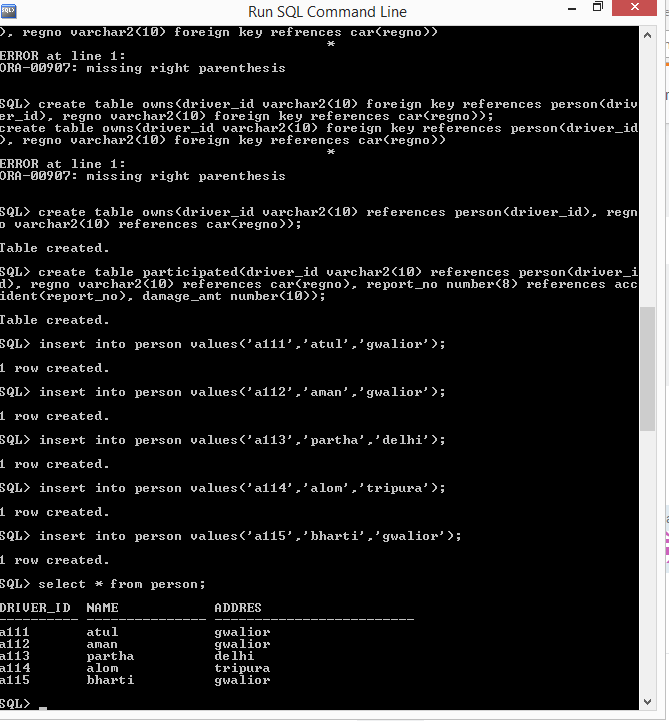 Run SQL Command Line
), regno varchar2(10) foreign key refrences car(regno))
*
ERROR at line 1:
ORA-00907: missing right parenthesis
SQL> create table owns(driver_id varchar2(10) foreign key references person(driv
er_id), regno varchar2(10) foreign key references car(regno));
create table owns(driver_id varchar2(10) foreign key references person(driver_id
), regno varchar2(10) foreign key references car(regno))
*
ERROR at line 1:
ORA-00907: missing right parenthesis
SQL> create table owns(driver_id varchar2(10) references person(driver_id), regn
o varchar2(10) references car(regno));
Table created.
SQL> create table participated(driver_id varchar2(10) references person(driver_i
d), regno varchar2(10) references car(regno), report_no number(8) references acc
ident(report_no), damage_amt number(10));
Table created.
SQL> insert into person values('a111','atul','gwalior');
1 row created.
SQL> insert into person values('a112','aman','gwalior');
1 row created.
SQL> insert into person values('a113','partha','delhi');
1 row created.
SQL> insert into person values('a114','alom','tripura');
1 row created.
SQL> insert into person values('a115','bharti','gwalior');
1 row created.
SQL> select * from person;
DRIVER_ID NAME ADDRES
---------- --------------- -------------------------
a111 atul gwalior
a112 aman gwalior
a113 partha delhi
a114 alom tripura
a115 bharti gwalior
SQL> _